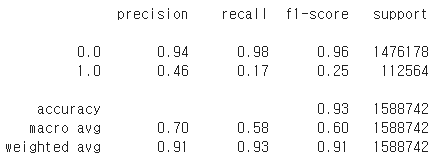 precision recall f1-score support
0.0 0.94 0.98 0.96 1476178
1.0 0.46 0.17 0.25 112564
accuracy 0.93 1588742
macro avg 0.70 0.58 0.60 1588742
weighted avg 0.91 0.93 0.91 1588742